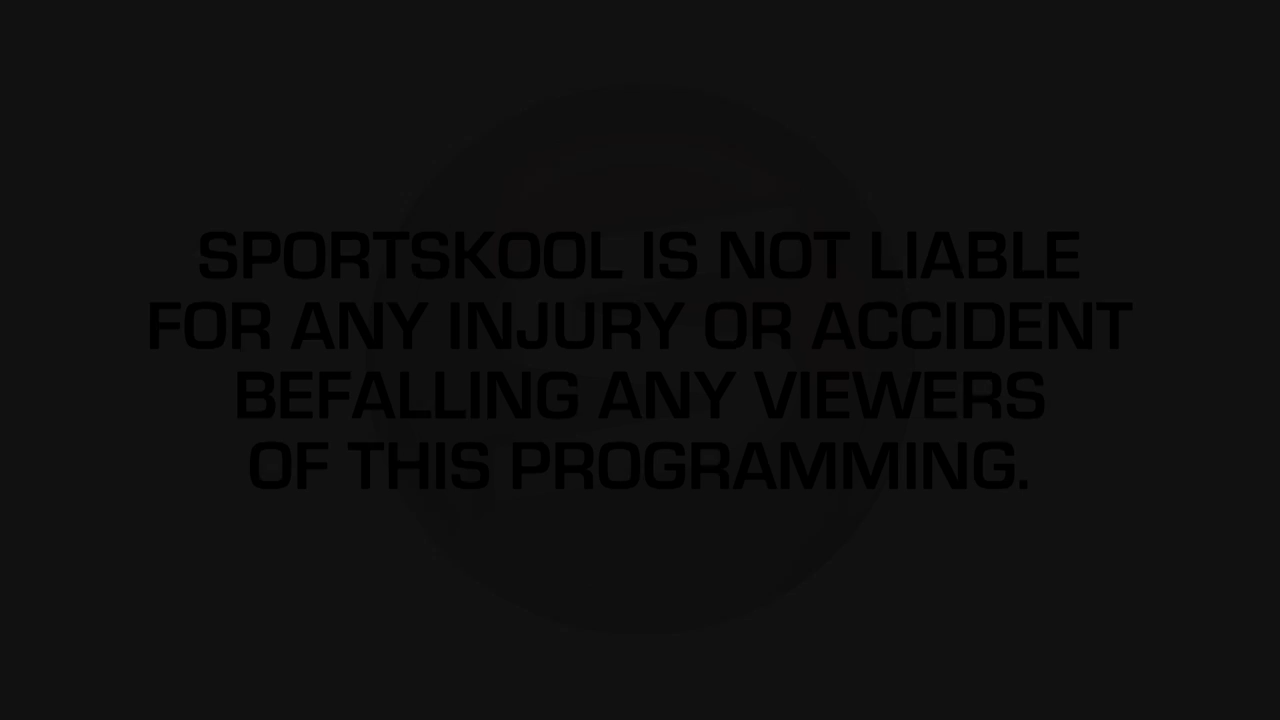 SPORTSKOOL IS NOT LIABLE
FOR ANY INJURY OR ACCIDENT
BEFALLING ANY VIEWERS
OF THIS PROGRAMMING.